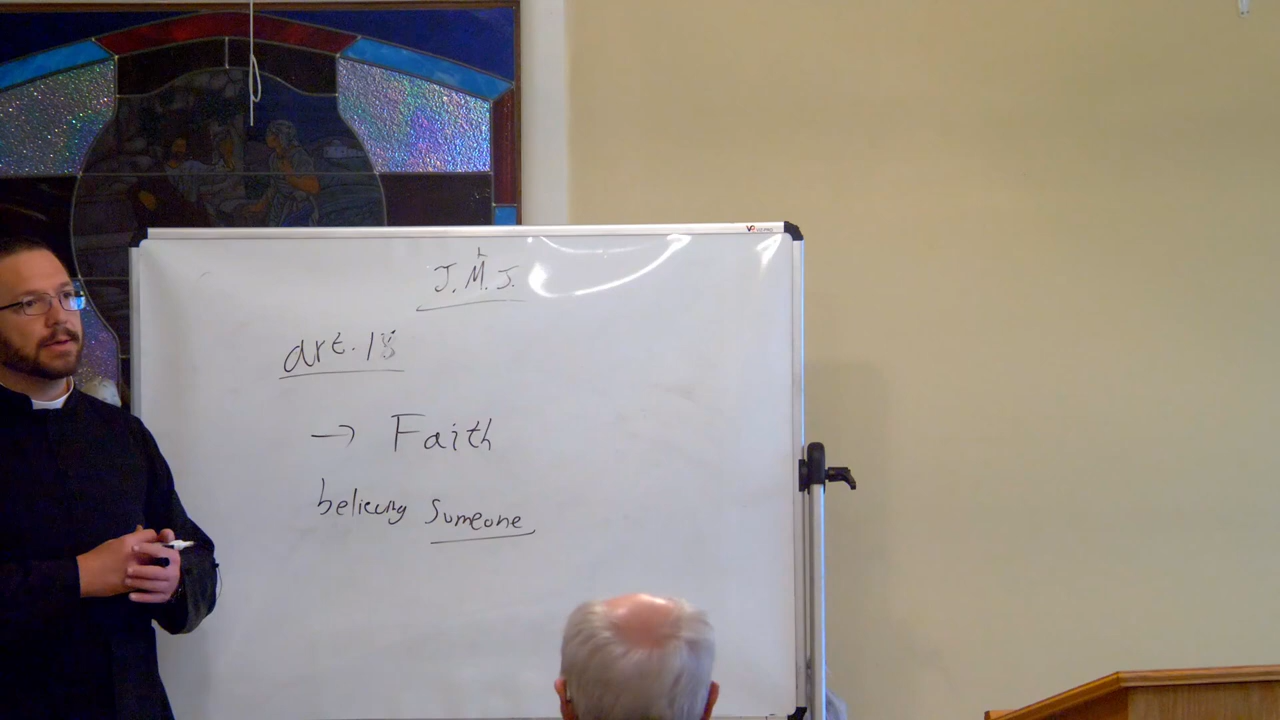 J. M. J.
art. 18
→ Faith
believing Someone